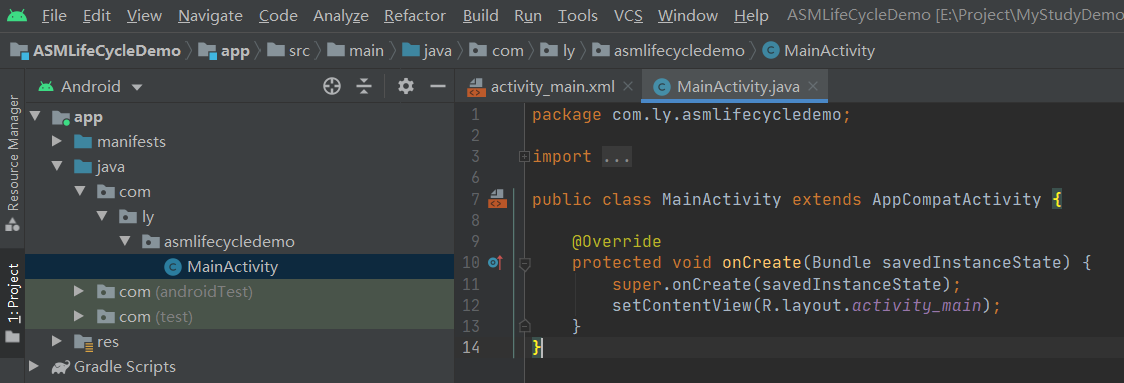 File Edit View Navigate Code Analyze Refactor Build Run Tools VCS Window Help ASMLifeCycleDemo [E:\Project\MyStudyDemo
ASMLifeCycleDemo app src main java com ly asmlifecycledemo MainActivity
Resource Manager
1: Project
Android
app
manifests
java
com
ly
asmlifecycledemo
MainActivity
com (androidTest)
com (test)
res
Gradle Scripts
activity_main.xml MainActivity.java
1 package com.ly.asmlifecycledemo;
2
3 import ...
6
7 public class MainActivity extends AppCompatActivity {
8
9 @Override
10 protected void onCreate(Bundle savedInstanceState) {
11 super.onCreate(savedInstanceState);
12 setContentView(R.layout.activity_main);
13 }
14 }